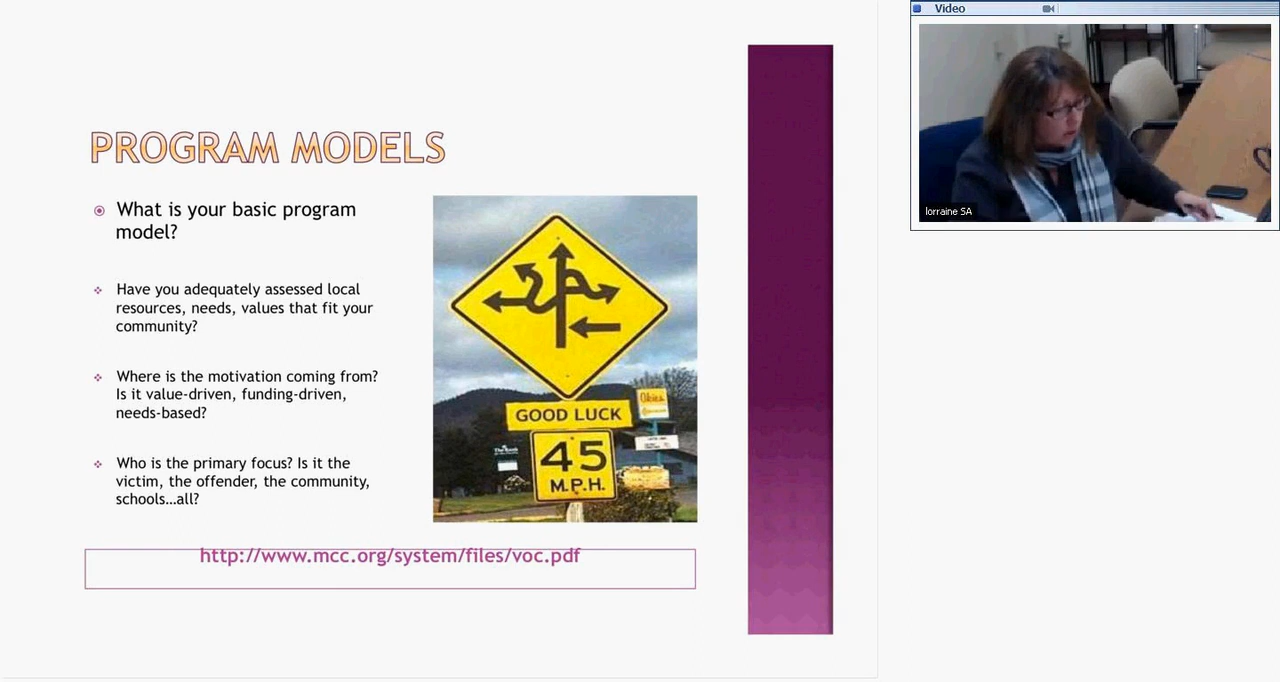 Video
PROGRAM MODELS
What is your basic program
model?
Have you adequately assessed local
resources, needs, values that fit your
community?
Where is the motivation coming from?
Is it value-driven, funding-driven,
needs-based?
Who is the primary focus? Is it the
victim, the offender, the community,
schools...all?
GOOD LUCK
45
M.P.H.
http://www.mcc.org/system/files/voc.pdf
lorraine SA